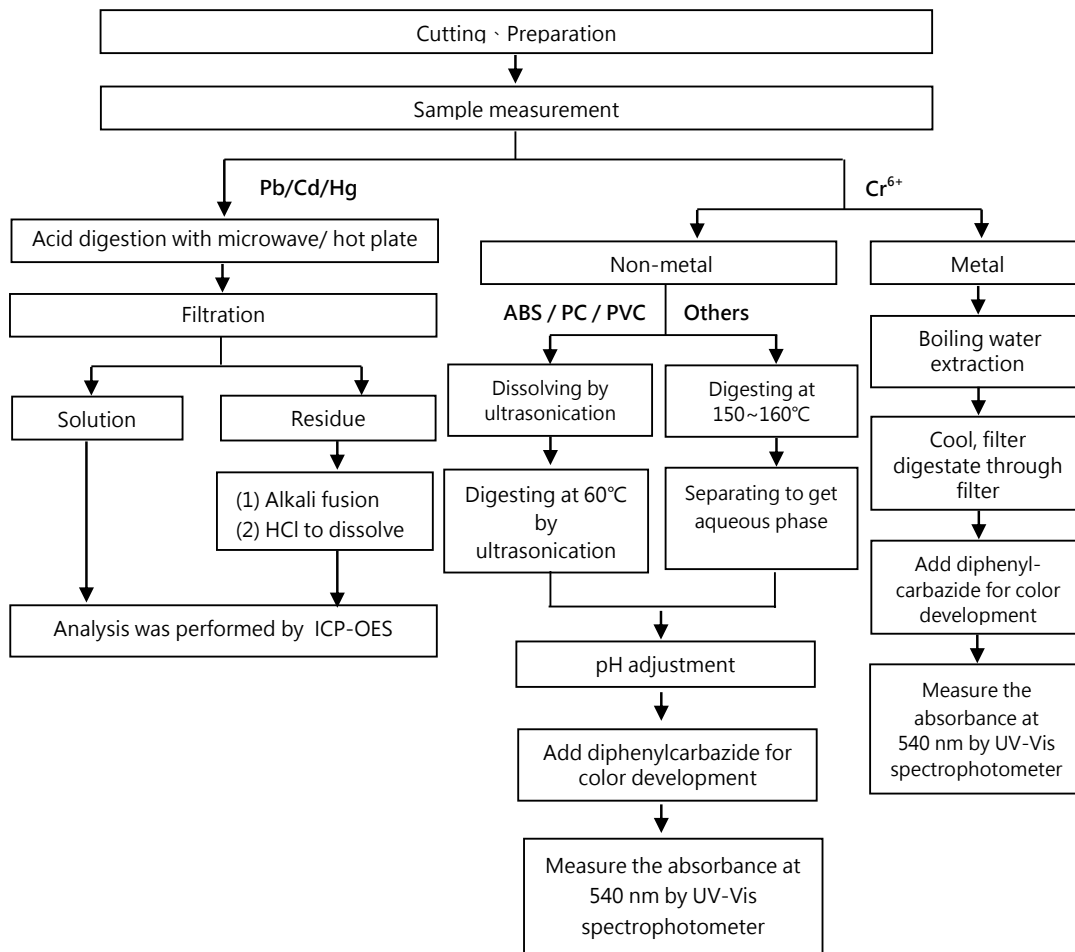 Cutting、Preparation
Sample measurement
Pb/Cd/Hg
Cr⁶⁺
Acid digestion with microwave/ hot plate
Filtration
Solution
Residue
(1) Alkali fusion
(2) HCl to dissolve
Analysis was performed by ICP-OES
Non-metal
ABS / PC / PVC
Others
Dissolving by
ultrasonication
Digesting at 60℃
by
ultrasonication
Digesting at
150~160℃
Separating to get
aqueous phase
pH adjustment
Add diphenylcarbazide for
color development
Measure the absorbance at
540 nm by UV-Vis
spectrophotometer
Metal
Boiling water
extraction
Cool, filter
digestate through
filter
Add diphenyl-
carbazide for color
development
Measure the
absorbance at
540 nm by UV-Vis
spectrophotometer